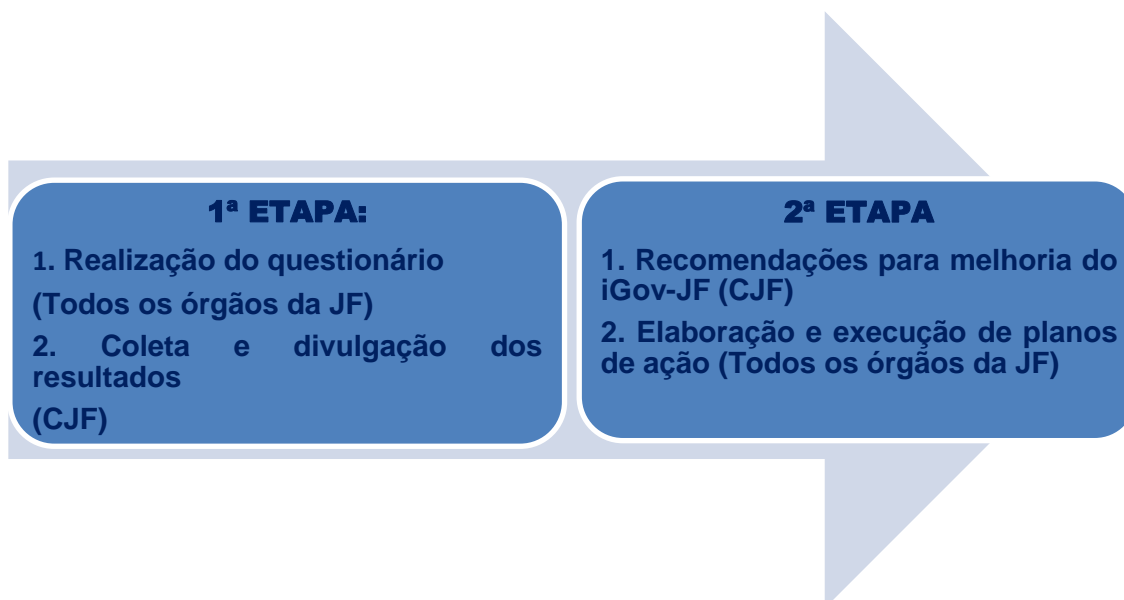 1ª ETAPA:
1. Realização do questionário
(Todos os órgãos da JF)
2. Coleta e divulgação dos
resultados
(CJF)
2ª ETAPA
1. Recomendações para melhoria do
iGov-JF (CJF)
2. Elaboração e execução de planos
de ação (Todos os órgãos da JF)